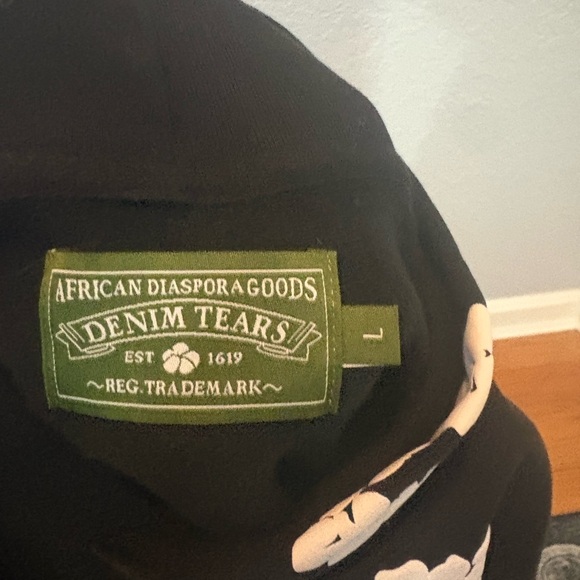 AFRICAN DIASPORA GOODS
DENIM TEARS
EST 1619
~REG. TRADEMARK~
L